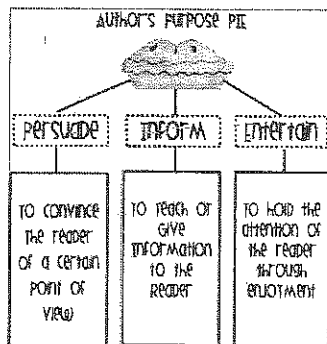 Author's Purpose PIE
Persuade
Inform
Entertain
To convince
the reader
of a certain
point of
view
To teach or
give
information
to the
reader
To hold the
attention of
the reader
through
enjoyment